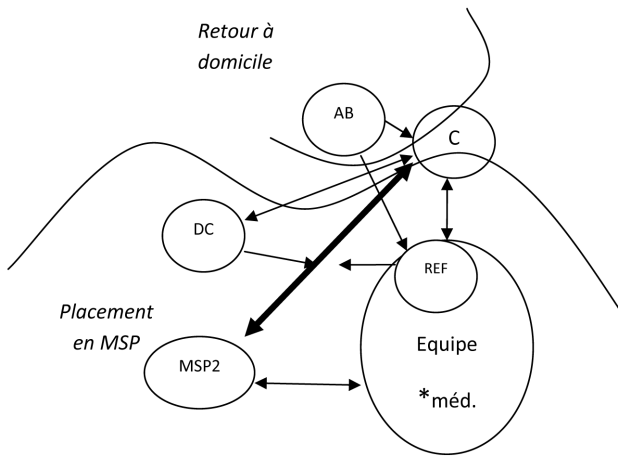 Retour à
domicile
AB
C
DC
REF
Placement
en MSP
Equipe
MSP2
*méd.